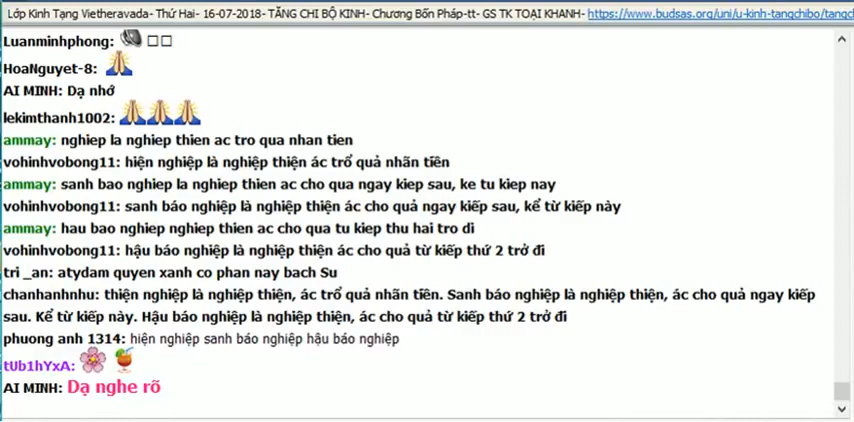 Lớp Kinh Tạng Vietheravada- Thứ Hai- 16-07-2018- TĂNG CHI BỘ KINH- Chương Bốn Pháp-tt- GS TK TOẠI KHANH- https://www.budsas.org/uni/u-kinh-tangchibo/tangc
Luanminhphong:
HoaNguyet-8:
AI MINH: Dạ nhớ
lekimthanh1002:
ammay: nghiep la nghiep thien ac tro qua nhan tien
vohinhvobong11: hiện nghiệp là nghiệp thiện ác trổ quả nhãn tiền
ammay: sanh bao nghiep la nghiep thien ac cho qua ngay kiep sau, ke tu kiep nay
vohinhvobong11: sanh báo nghiệp là nghiệp thiện ác cho quả ngay kiếp sau, kể từ kiếp này
ammay: hau bao nghiep nghiep thien ac cho qua tu kiep thu hai tro di
vohinhvobong11: hậu báo nghiệp là nghiệp thiện ác cho quả từ kiếp thứ 2 trở đi
tri _an: atydam quyen xanh co phan nay bach Su
chanhanhnhu: thiện nghiệp là nghiệp thiện, ác trổ quả nhãn tiền. Sanh báo nghiệp là nghiệp thiện, ác cho quả ngay kiếp
sau. Kể từ kiếp này. Hậu báo nghiệp là nghiệp thiện, ác cho quả từ kiếp thứ 2 trở đi
phuong anh 1314: hiện nghiệp sanh báo nghiệp hậu báo nghiệp
tUb1hYxA:
AI MINH: Dạ nghe rõ